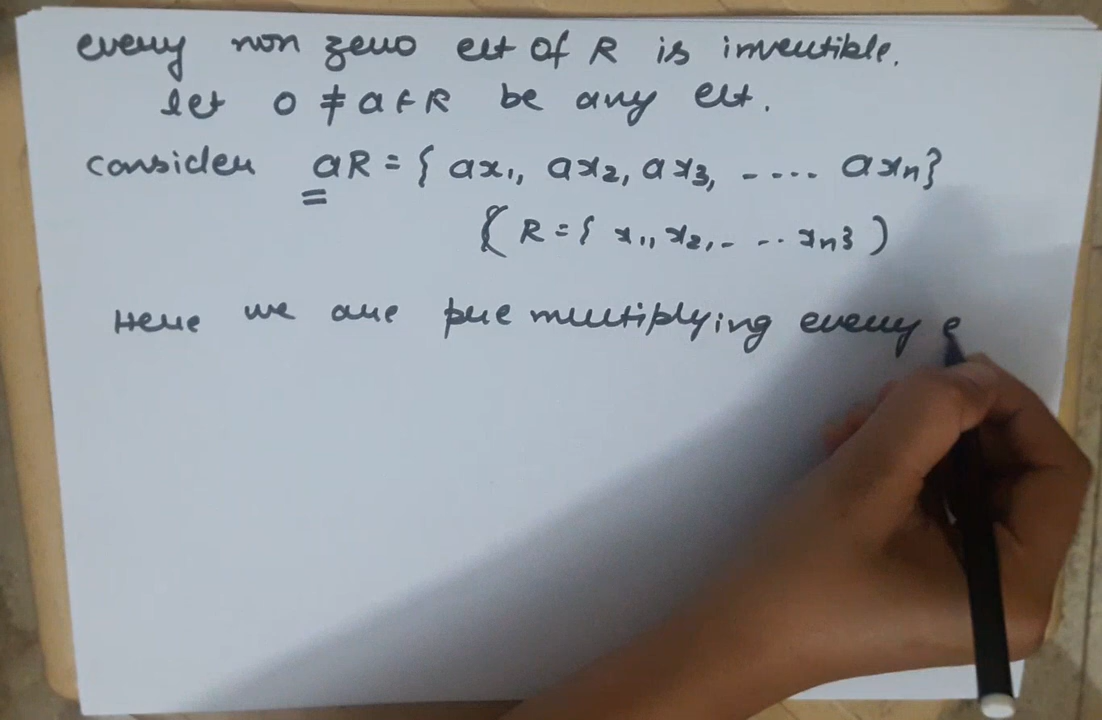 every non zero elt of R is invertible.
let 0 ≠ a ∈ R be any elt.
consider aR = { ax₁, ax₂, ax₃, ---- axₙ}
( R = { x₁, x₂, - -- xₙ} )
Here we are pre multiplying every e